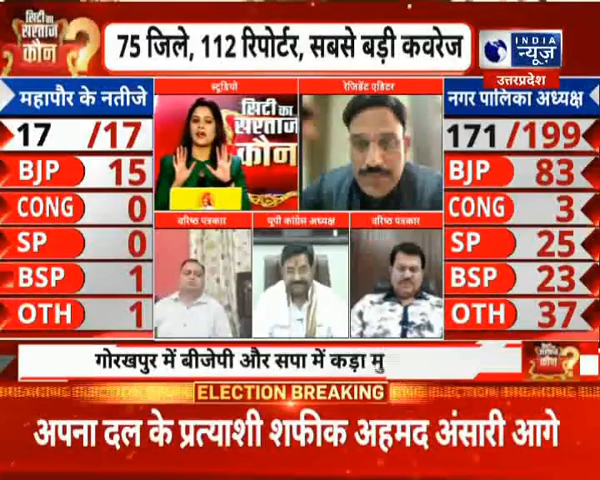 सिटी का
सरताज
कौन ?
75 जिले, 112 रिपोर्टर, सबसे बड़ी कवरेज
INDIA
न्यूज़
उत्तरप्रदेश
महापौर के नतीजे
17 / 17
BJP 15
CONG 0
SP 0
BSP 1
OTH 1
स्टूडियो
रेजिडेंट एडिटर
सिटी का
सरताज
कौन
वरिष्ठ पत्रकार
यूपी कांग्रेस अध्यक्ष
वरिष्ठ पत्रकार
नगर पालिका अध्यक्ष
171 / 199
BJP 83
CONG 3
SP 25
BSP 23
OTH 37
गोरखपुर में बीजेपी और सपा में कड़ा मु
ELECTION BREAKING
अपना दल के प्रत्याशी शफीक अहमद अंसारी आगे